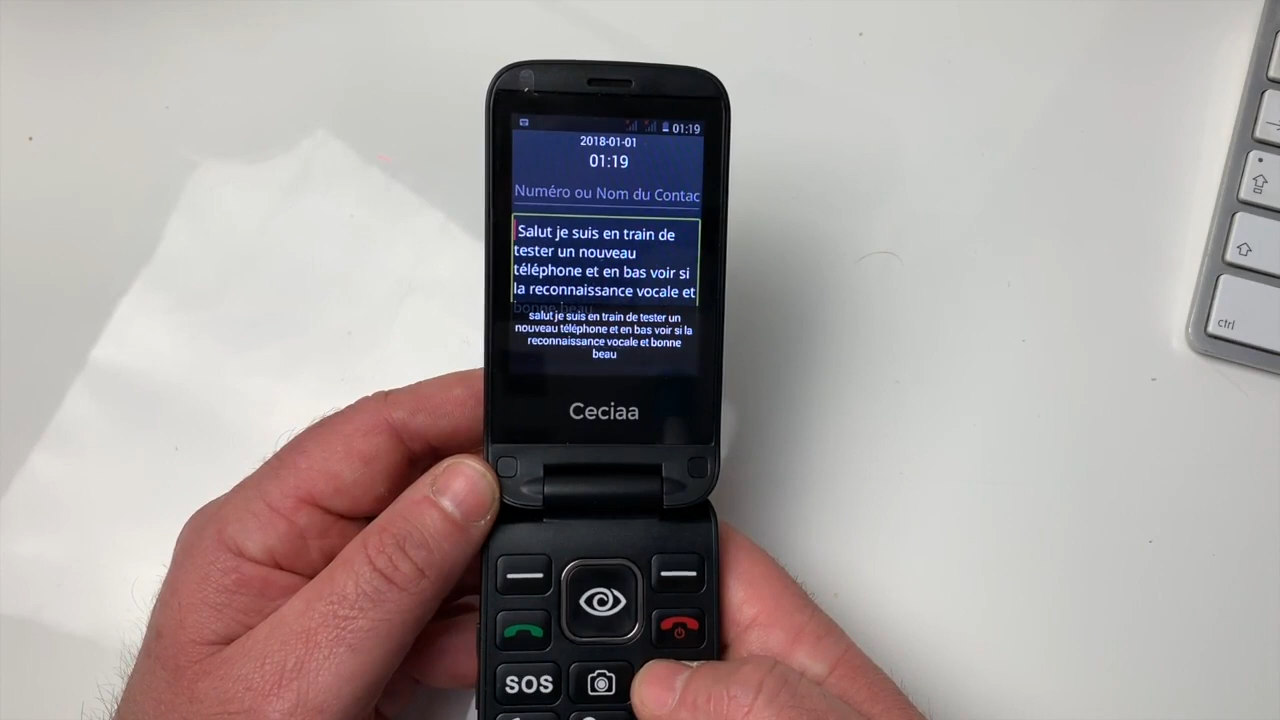 01:19
2018-01-01
01:19
Numéro ou Nom du Contac
Salut je suis en train de
tester un nouveau
téléphone et en bas voir si
la reconnaissance vocale et
bonne beau
salut je suis en train de tester un
nouveau téléphone et en bas voir si la
reconnaissance vocale et bonne
beau
Ceciaa
SOS
ctrl